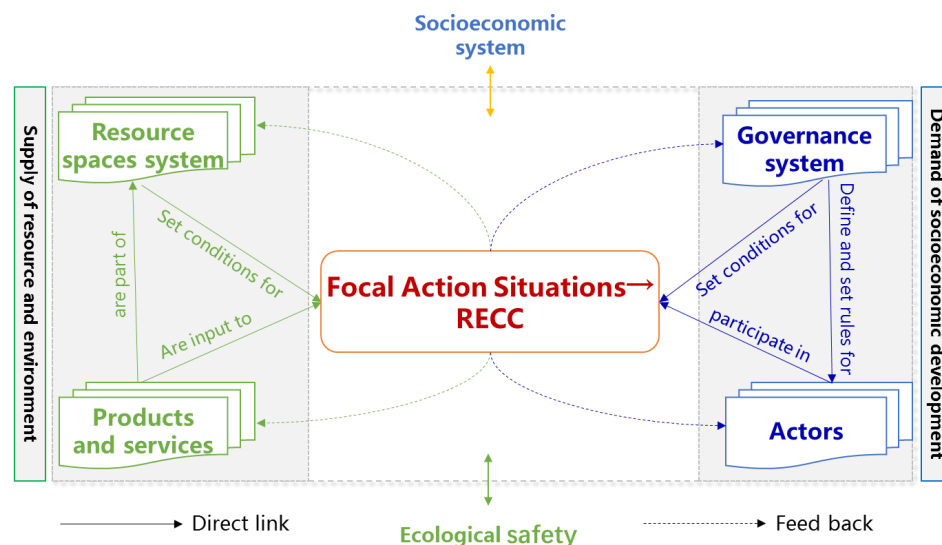 Socioeconomic
system
Supply of resource and environment
Resource
spaces system
Governance
system
Demand of socioeconomic development
are part of
Set conditions for
Are input to
Focal Action Situations→
RECC
Set conditions for
participate in
Define and set rules for
Products
and services
Actors
Direct link
Ecological safety
Feed back